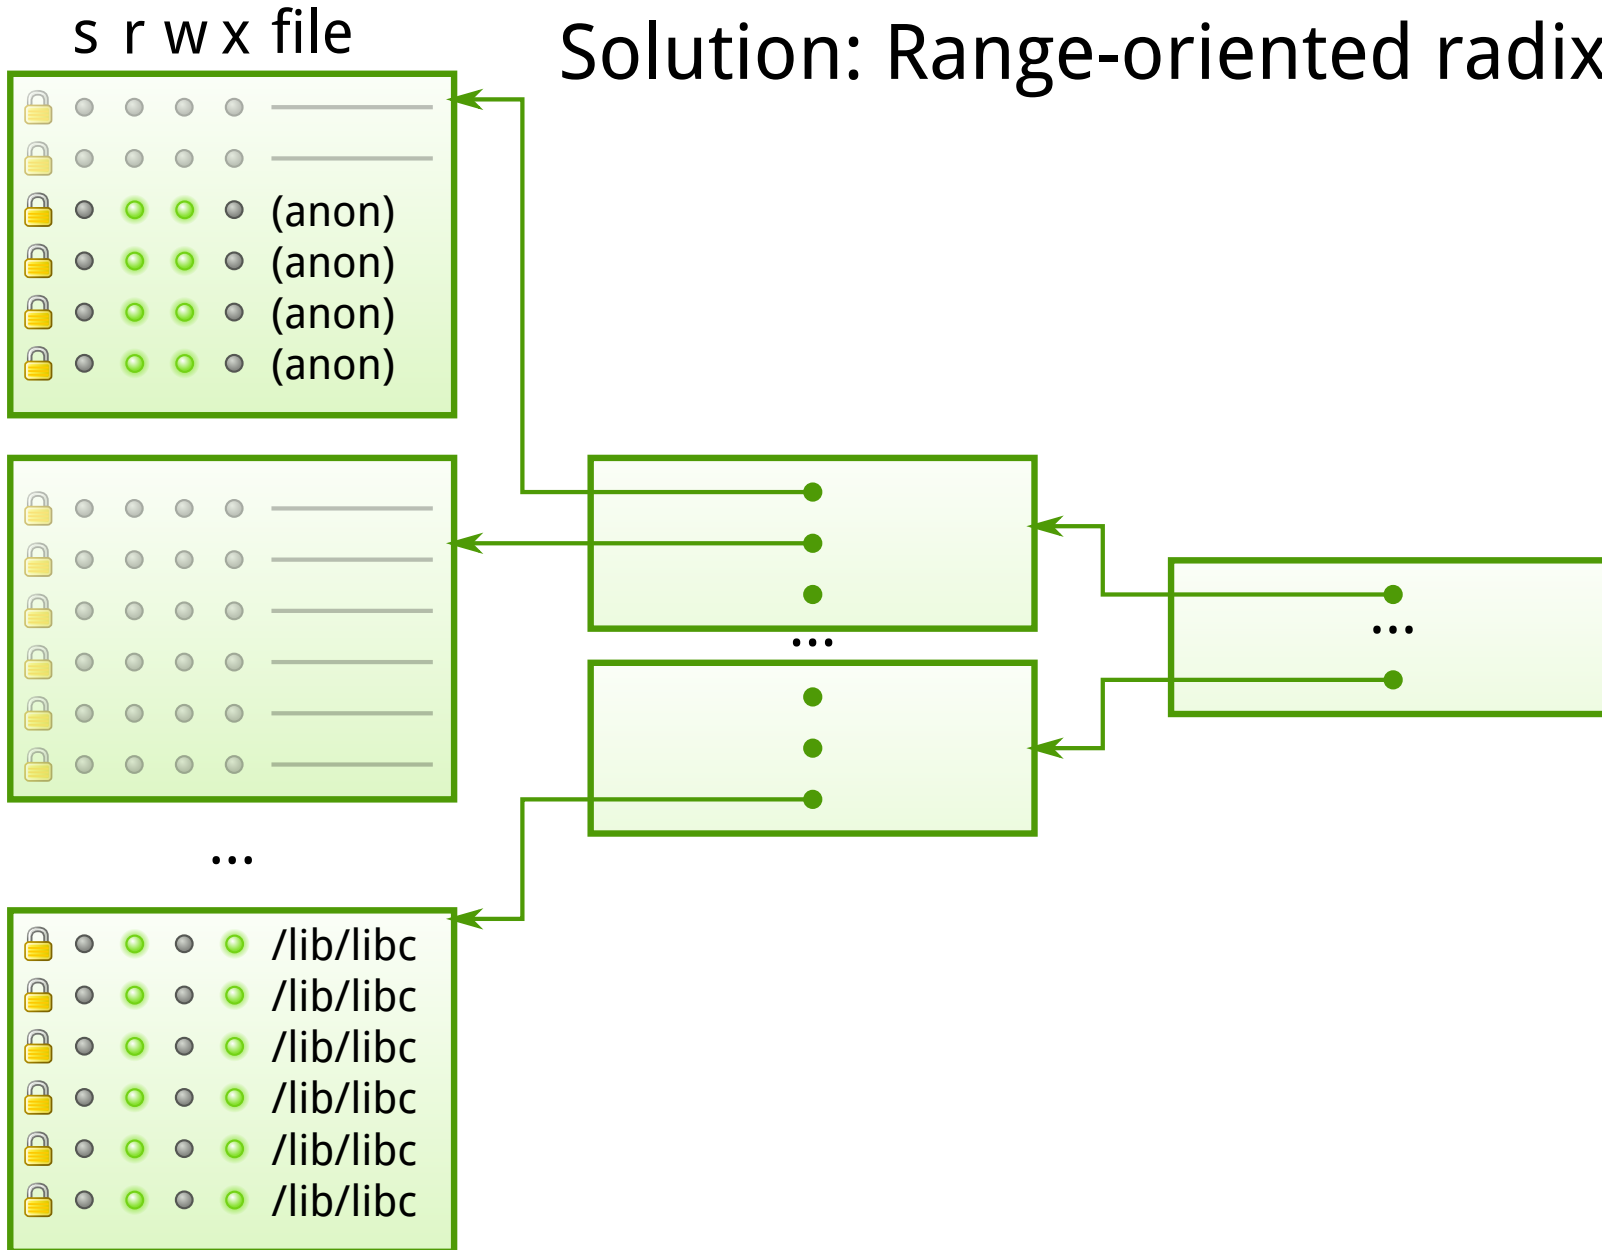 s r w x file
Solution: Range-oriented radix
(anon)
(anon)
(anon)
(anon)
...
...
...
/lib/libc
/lib/libc
/lib/libc
/lib/libc
/lib/libc
/lib/libc